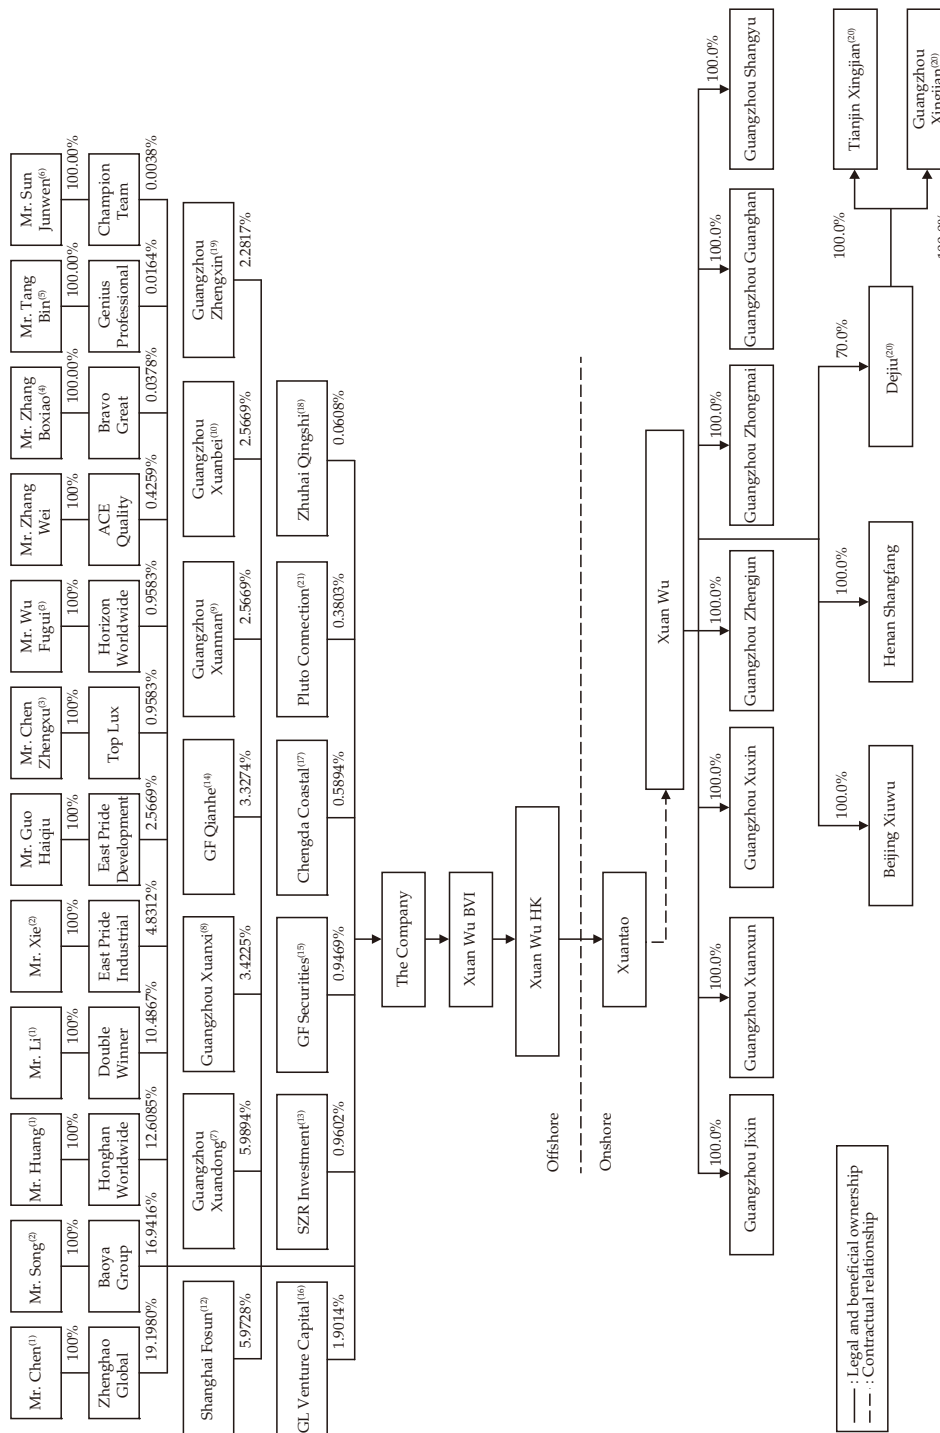 Mr. Chen(1)
Mr. Song(2)
Mr. Huang(1)
Mr. Li(1)
Mr. Xie(2)
Mr. Guo
Haiqiu
Mr. Chen
Zhengxu(3)
Mr. Wu
Fugui(3)
Mr. Zhang
Wei
Mr. Zhang
Boxiao(4)
Mr. Tang
Bin(5)
Mr. Sun
Junwen(6)
100%
100%
100%
100%
100%
100%
100%
100%
100%
100.00%
100.00%
100.00%
Zhenghao
Global
Baoya
Group
Honghan
Worldwide
Double
Winner
East Pride
Industrial
East Pride
Development
Top Lux
Horizon
Worldwide
ACE
Quality
Bravo
Great
Genius
Professional
Champion
Team
19.1980%
16.9416%
12.6085%
10.4867%
4.8312%
2.5669%
0.9583%
0.9583%
0.4259%
0.0378%
0.0164%
0.0038%
Shanghai Fosun(12)
Guangzhou
Xuandong(7)
Guangzhou Xuanxi(8)
GF Qianhe(14)
Guangzhou
Xuannan(9)
Guangzhou
Xuanbei(10)
Guangzhou
Zhengxin(19)
5.9728%
5.9894%
3.4225%
3.3274%
2.5669%
2.5669%
2.2817%
GL Venture Capital(16)
SZR Investment(13)
GF Securities(15)
Chengda Coastal(17)
Pluto Connection(21)
Zhuhai Qingshi(18)
1.9014%
0.9602%
0.9469%
0.5894%
0.3803%
0.0608%
The Company
Xuan Wu BVI
Xuan Wu HK
Offshore
Onshore
Xuantao
Xuan Wu
100.0%
100.0%
100.0%
100.0%
100.0%
100.0%
100.0%
Guangzhou Jixin
Guangzhou Xuanxun
Guangzhou Xuxin
Guangzhou Zhengjun
Guangzhou Zhongmai
Guangzhou Guanghan
Guangzhou Shangyu
100.0%
100.0%
70.0%
Beijing Xiuwu
Henan Shangfang
Dejiu(20)
100.0%
Tianjin Xingjian(20)
100.0%
Guangzhou
Xingjian(20)
: Legal and beneficial ownership
: Contractual relationship